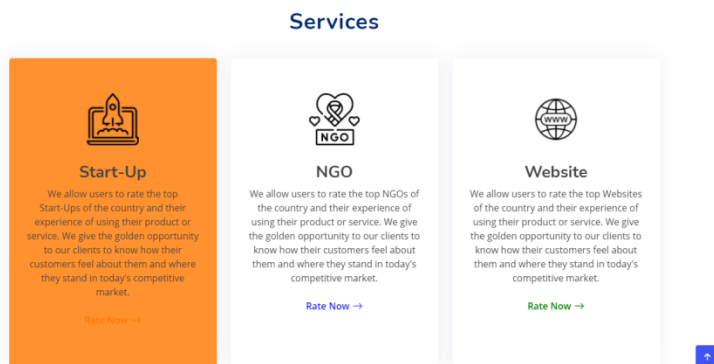 Services
Start-Up
We allow users to rate the top
Start-Ups of the country and their
experience of using their product or
service. We give the golden opportunity
to our clients to know how their
customers feel about them and where
they stand in today's competitive
market.
Rate Now →
NGO
NGO
We allow users to rate the top NGOs of
the country and their experience of
using their product or service. We give
the golden opportunity to our clients to
know how their customers feel about
them and where they stand in today's
competitive market.
Rate Now →
WWW
Website
We allow users to rate the top Websites
of the country and their experience of
using their product or service. We give
the golden opportunity to our clients to
know how their customers feel about
them and where they stand in today's
competitive market.
Rate Now →